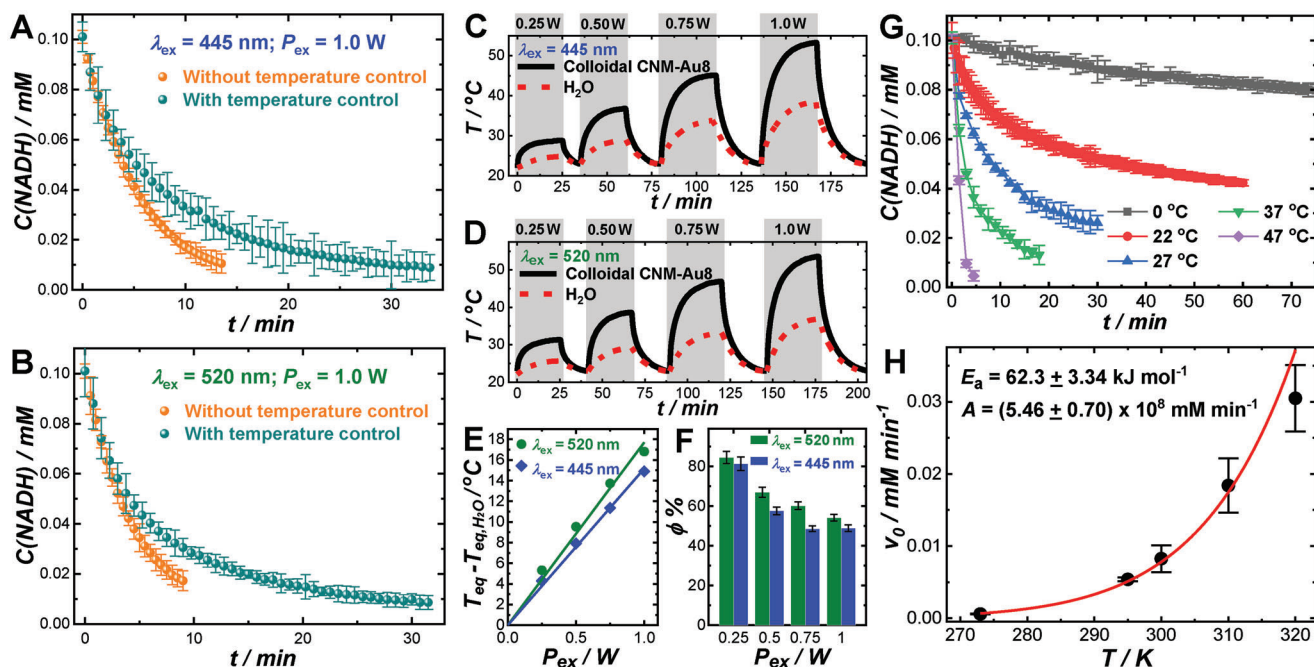 A
λex = 445 nm; Pex = 1.0 W
Without temperature control
With temperature control
C(NADH) / mM
0.10
0.08
0.06
0.04
0.02
0.00
0 10 20 30
t / min
B
λex = 520 nm; Pex = 1.0 W
Without temperature control
With temperature control
C(NADH) / mM
0.10
0.08
0.06
0.04
0.02
0.00
0 10 20 30
t / min
C
0.25 W 0.50 W 0.75 W 1.0 W
λex = 445 nm
Colloidal CNM-Au8
H2O
T / °C
60
50
40
30
20
0 25 50 75 100 125 150 175
t / min
D
0.25 W 0.50 W 0.75 W 1.0 W
λex = 520 nm
Colloidal CNM-Au8
H2O
T / °C
60
50
40
30
20
0 25 50 75 100 125 150 175 200
t / min
E
λex = 520 nm
λex = 445 nm
Teq - Teq,H2O /°C
18
16
14
12
10
8
6
4
2
0
0.0 0.5 1.0
Pex / W
F
λex = 520 nm
λex = 445 nm
ϕ %
80
60
40
20
0
0.25 0.5 0.75 1
Pex / W
G
C(NADH) / mM
0.12
0.10
0.08
0.06
0.04
0.02
0.00
0 °C 37 °C
22 °C 47 °C
27 °C
0 10 20 30 40 50 60 70
t / min
H
Ea = 62.3 ± 3.34 kJ mol-1
A = (5.46 ± 0.70) x 10^8 mM min-1
v0 / mM min-1
0.03
0.02
0.01
0.00
270 280 290 300 310 320
T / K